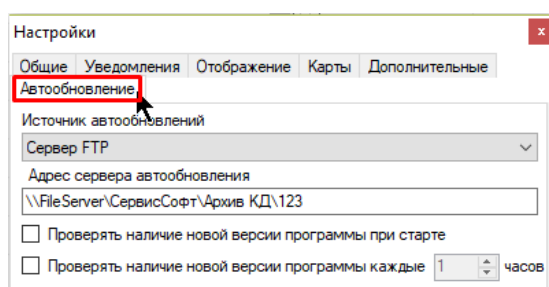 Настройки x
Общие Уведомления Отображение Карты Дополнительные
Автообновление
Источник автообновлений
Сервер FTP
Адрес сервера автообновления
\\FileServer\СервисСофт\Архив КД\123
Проверять наличие новой версии программы при старте
Проверять наличие новой версии программы каждые 1 часов